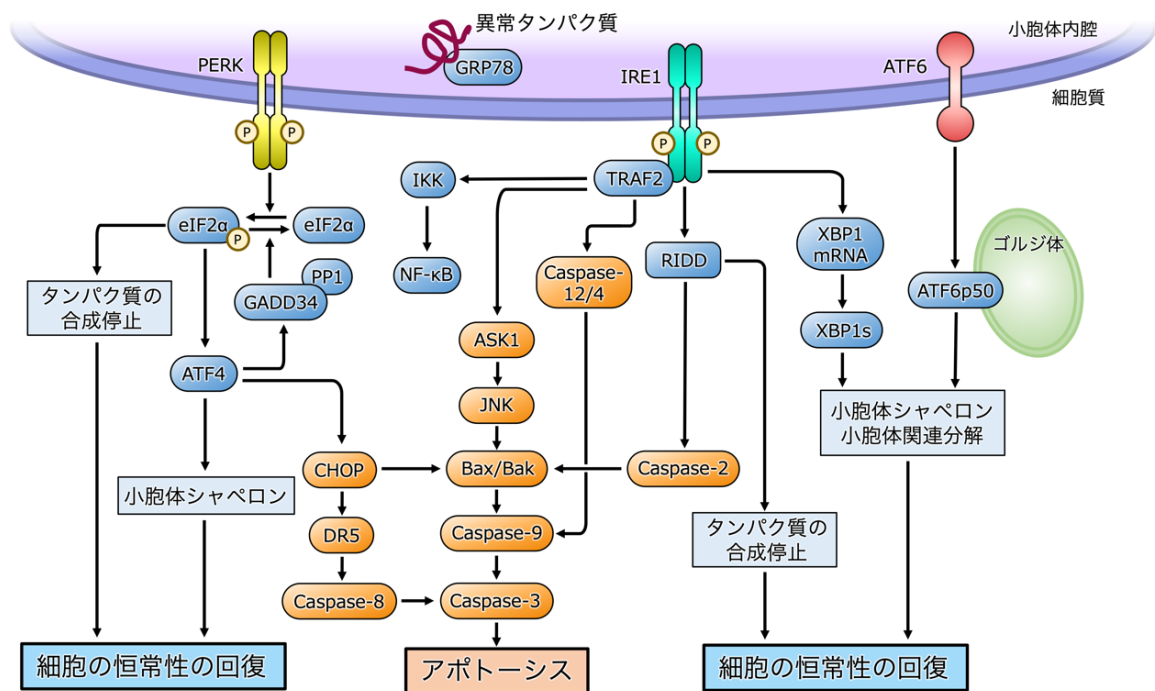 異常タンパク質
小胞体内腔
PERK
GRP78
IRE1
ATF6
細胞質
P
P
P
P
IKK
TRAF2
eIF2α
P
eIF2α
XBP1
mRNA
ゴルジ体
PP1
NF-κB
Caspase-
12/4
RIDD
GADD34
ATF6p50
タンパク質の
合成停止
XBP1s
ASK1
ATF4
JNK
小胞体シャペロン
小胞体関連分解
CHOP
Bax/Bak
Caspase-2
小胞体シャペロン
DR5
Caspase-9
タンパク質の
合成停止
Caspase-8
Caspase-3
細胞の恒常性の回復
アポトーシス
細胞の恒常性の回復